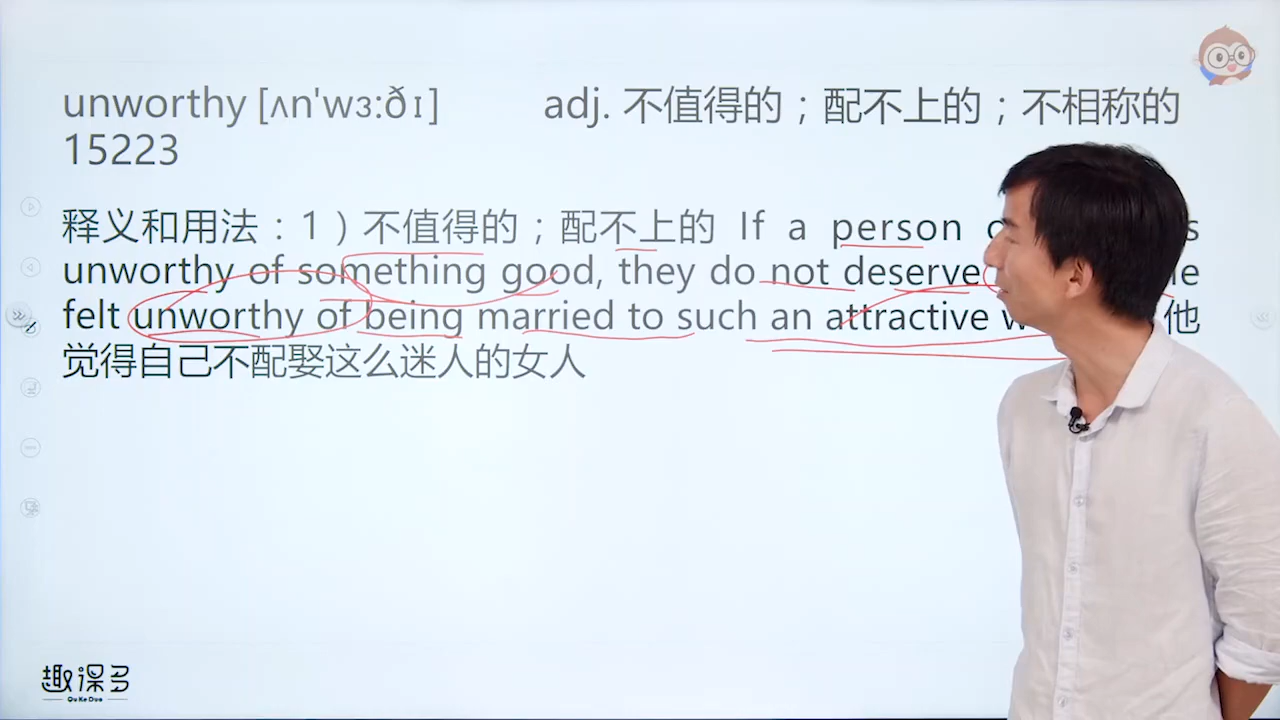 unworthy [ʌn'wɜ:ðɪ] adj. 不值得的；配不上的；不相称的
15223
释义和用法：1）不值得的；配不上的 If a person
unworthy of something good, they do not deserve
felt unworthy of being married to such an attractive 他
觉得自己不配娶这么迷人的女人
趣课多
Qu Ke Duo